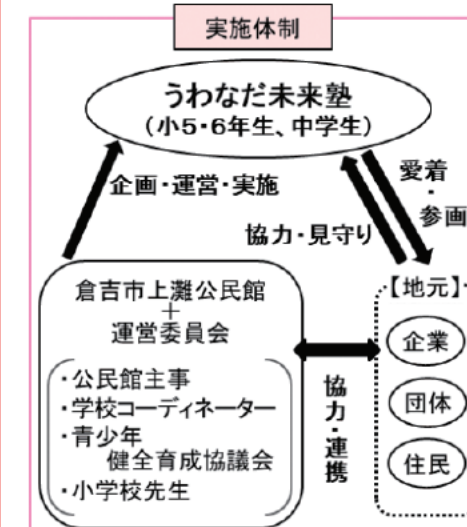 実施体制
うわなだ未来塾
(小5・6年生、中学生)
企画・運営・実施
愛着・参画
協力・見守り
倉吉市上灘公民館
+
運営委員会
・公民館主事
・学校コーディネーター
・青少年
健全育成協議会
・小学校先生
協力・連携
【地元】
企業
団体
住民